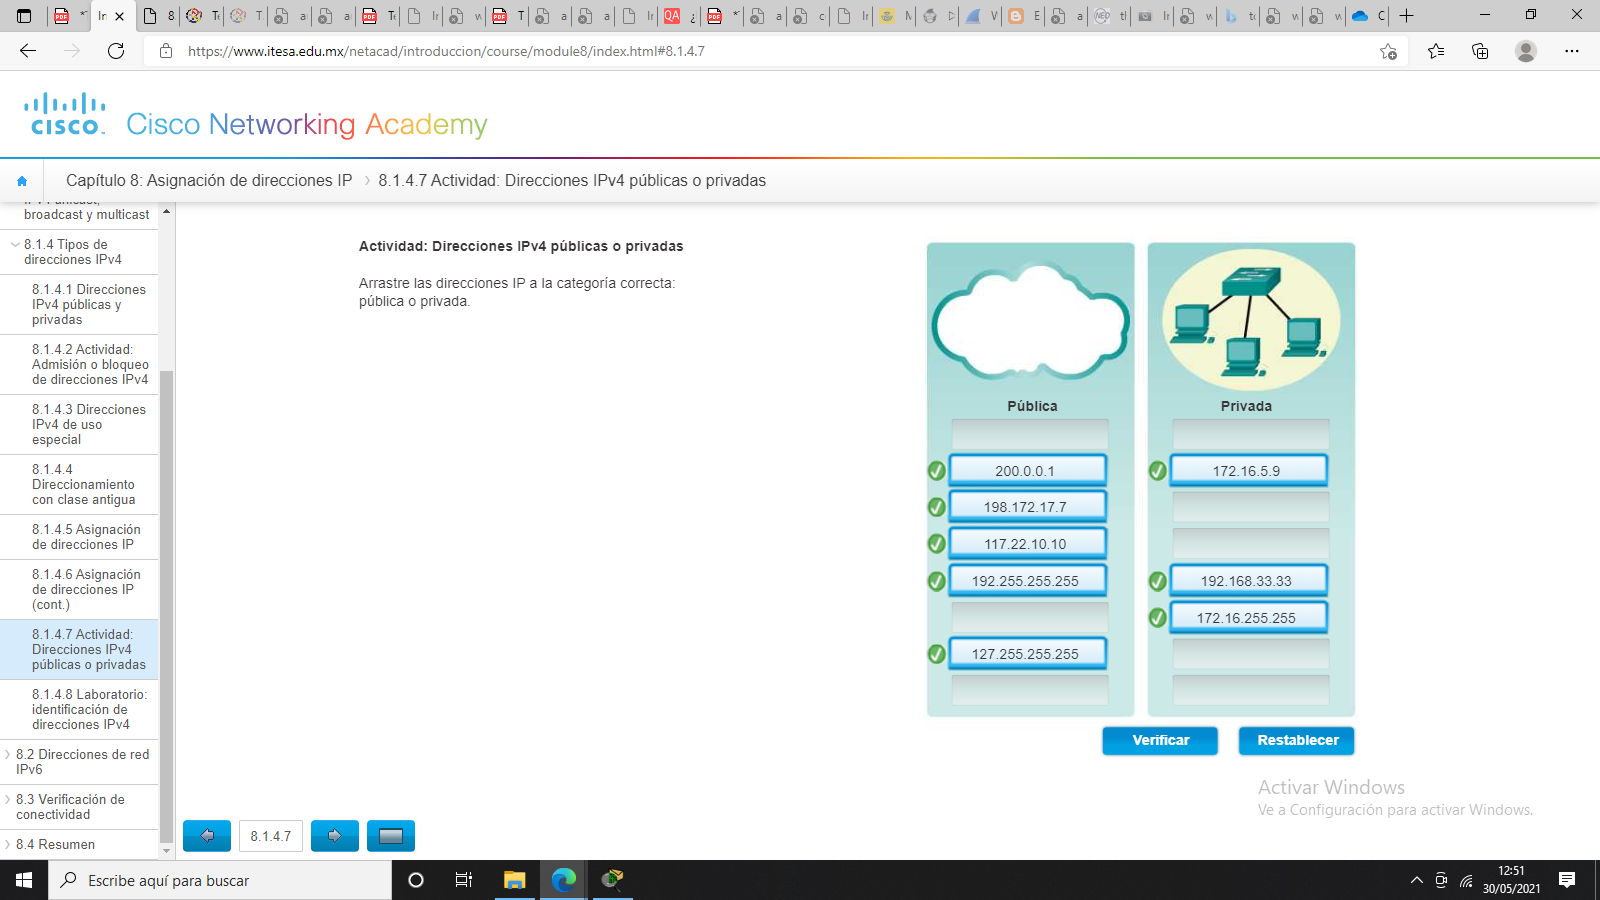 https://www.itesa.edu.mx/netacad/introduccion/course/module8/index.html#8.1.4.7
CISCO.
Cisco Networking Academy
Capítulo 8: Asignación de direcciones IP
8.1.4.7 Actividad: Direcciones IPv4 públicas o privadas
broadcast y multicast
8.1.4 Tipos de
direcciones IPv4
8.1.4.1 Direcciones
IPv4 públicas y
privadas
8.1.4.2 Actividad:
Admisión o bloqueo
de direcciones IPv4
8.1.4.3 Direcciones
IPv4 de uso
especial
8.1.4.4
Direccionamiento
con clase antigua
8.1.4.5 Asignación
de direcciones IP
8.1.4.6 Asignación
de direcciones IP
(cont.)
8.1.4.7 Actividad:
Direcciones IPv4
públicas o privadas
8.1.4.8 Laboratorio:
identificación de
direcciones IPv4
8.2 Direcciones de red
IPv6
8.3 Verificación de
conectividad
8.4 Resumen
Actividad: Direcciones IPv4 públicas o privadas
Arrastre las direcciones IP a la categoría correcta:
pública o privada.
Pública
200.0.0.1
198.172.17.7
117.22.10.10
192.255.255.255
127.255.255.255
Privada
172.16.5.9
192.168.33.33
172.16.255.255
Verificar
Restablecer
Activar Windows
Ve a Configuración para activar Windows.
8.1.4.7
Escribe aquí para buscar
12:51
30/05/2021